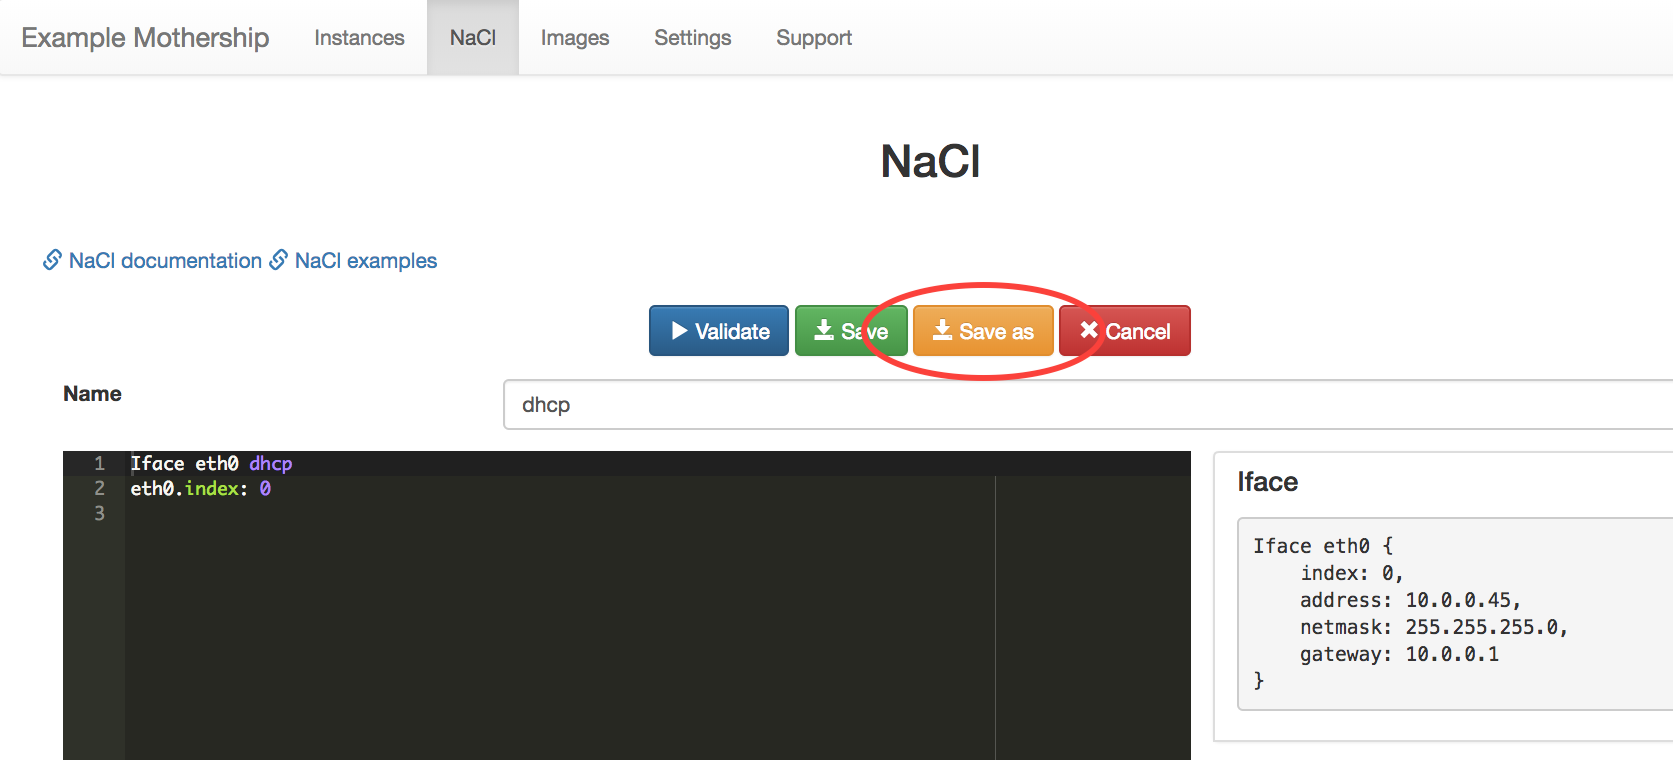 Example Mothership Instances NaCl Images Settings Support
NaCl
NaCl documentation NaCl examples
Validate Save Save as Cancel
Name dhcp
1 Iface eth0 dhcp
2 eth0.index: 0
3
Iface
Iface eth0 {
index: 0,
address: 10.0.0.45,
netmask: 255.255.255.0,
gateway: 10.0.0.1
}